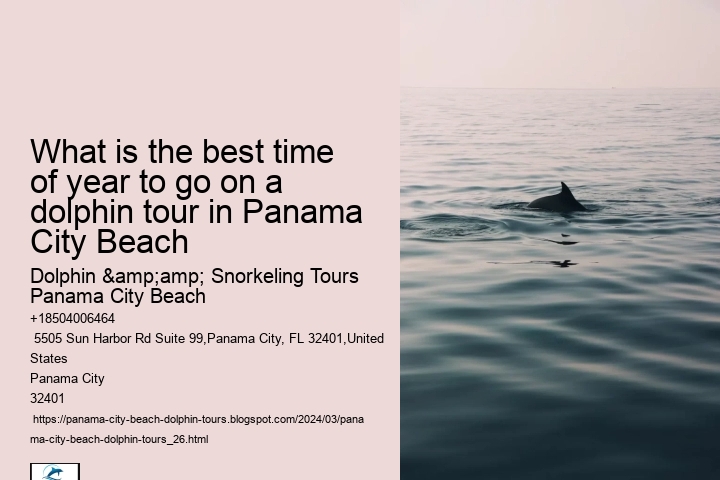 What is the best time
of year to go on a
dolphin tour in Panama
City Beach
Dolphin &amp;amp; Snorkeling Tours
Panama City Beach
+18504006464
5505 Sun Harbor Rd Suite 99,Panama City, FL 32401,United
States
Panama City
32401
https://panama-city-beach-dolphin-tours.blogspot.com/2024/03/pana
ma-city-beach-dolphin-tours_26.html